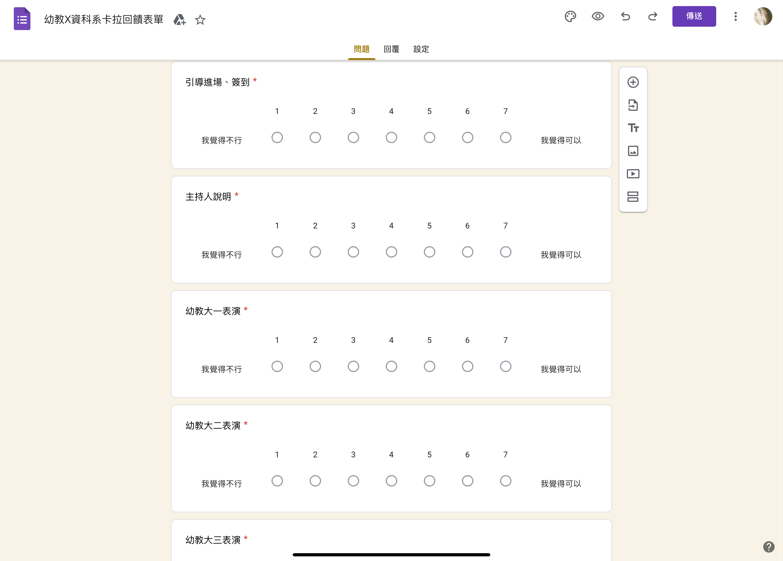 幼教X資科系卡拉回饋表單
傳送
問題 回覆 設定
引導進場、簽到 *
1 2 3 4 5 6 7
我覺得不行 我覺得可以
主持人說明 *
1 2 3 4 5 6 7
我覺得不行 我覺得可以
幼教大一表演 *
1 2 3 4 5 6 7
我覺得不行 我覺得可以
幼教大二表演 *
1 2 3 4 5 6 7
我覺得不行 我覺得可以
幼教大三表演 *